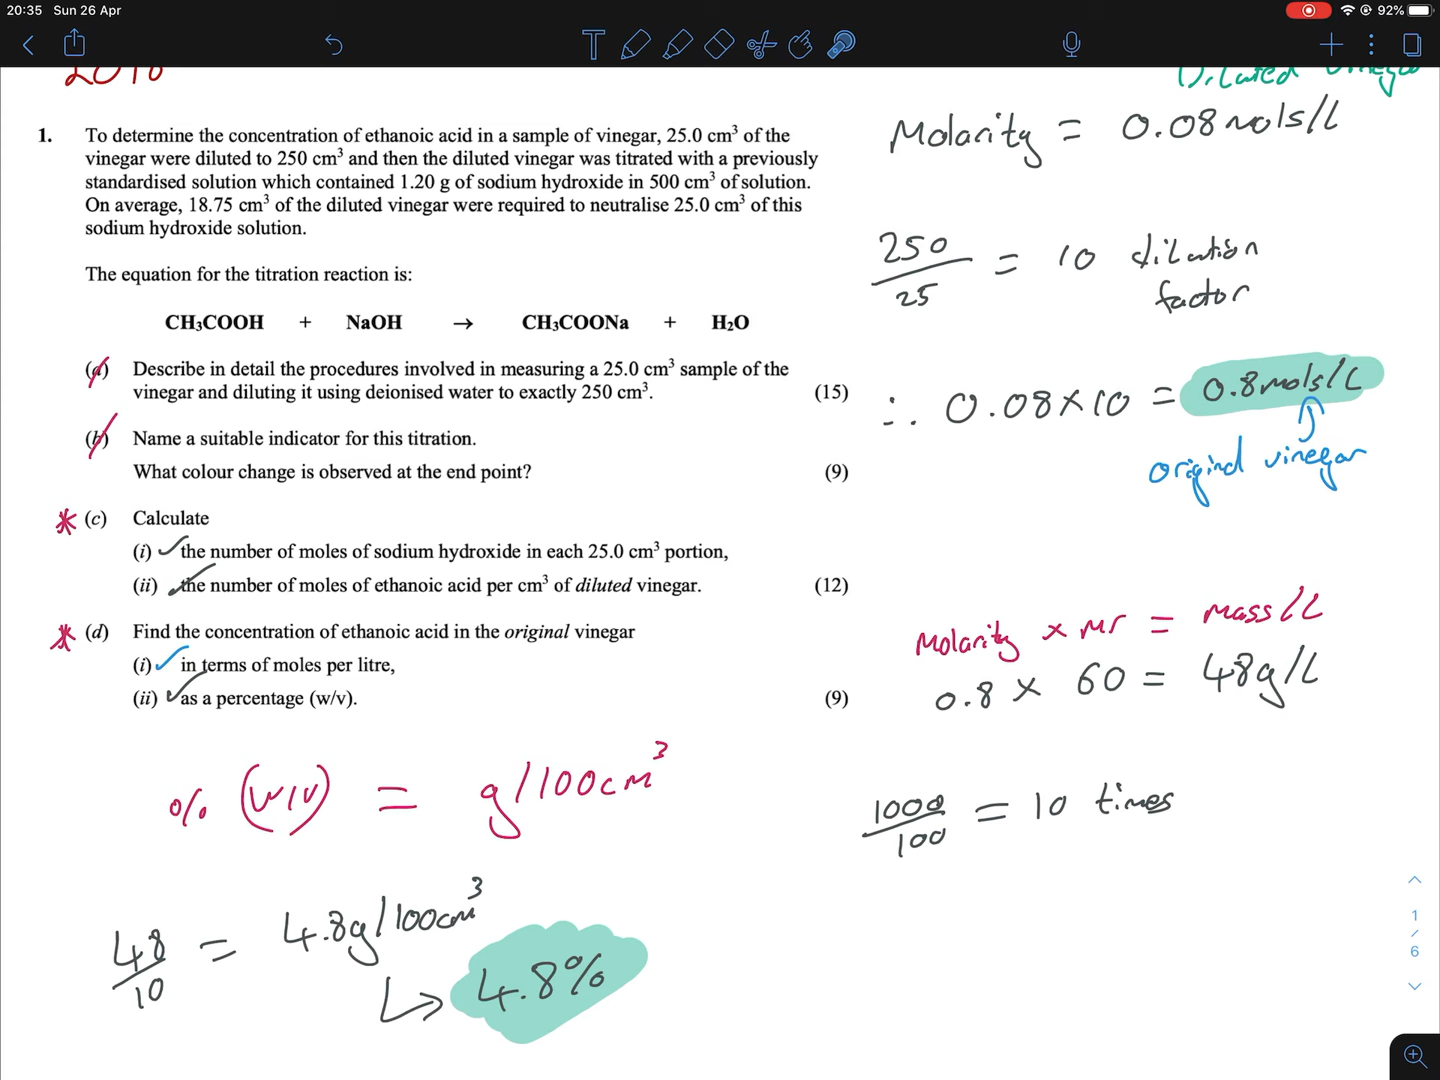 20:35 Sun 26 Apr
92%
2018
1. To determine the concentration of ethanoic acid in a sample of vinegar, 25.0 cm³ of the
vinegar were diluted to 250 cm³ and then the diluted vinegar was titrated with a previously
standardised solution which contained 1.20 g of sodium hydroxide in 500 cm³ of solution.
On average, 18.75 cm³ of the diluted vinegar were required to neutralise 25.0 cm³ of this
sodium hydroxide solution.
The equation for the titration reaction is:
CH₃COOH + NaOH → CH₃COONa + H₂O
(a) Describe in detail the procedures involved in measuring a 25.0 cm³ sample of the
vinegar and diluting it using deionised water to exactly 250 cm³. (15)
(b) Name a suitable indicator for this titration.
What colour change is observed at the end point? (9)
* (c) Calculate
(i) the number of moles of sodium hydroxide in each 25.0 cm³ portion,
(ii) the number of moles of ethanoic acid per cm³ of diluted vinegar. (12)
* (d) Find the concentration of ethanoic acid in the original vinegar
(i) in terms of moles per litre,
(ii) as a percentage (w/v). (9)
% (w/v) = g/100cm³
48/10 = 4.8g/100cm³
↳ 4.8%
Diluted vinegar
Molarity = 0.08 mols/L
250/25 = 10 dilution
factor
∴ 0.08 × 10 = 0.8 mols/L
original vinegar
Molarity × Mr = mass/L
0.8 × 60 = 48g/L
1000/100 = 10 times
1
/
6